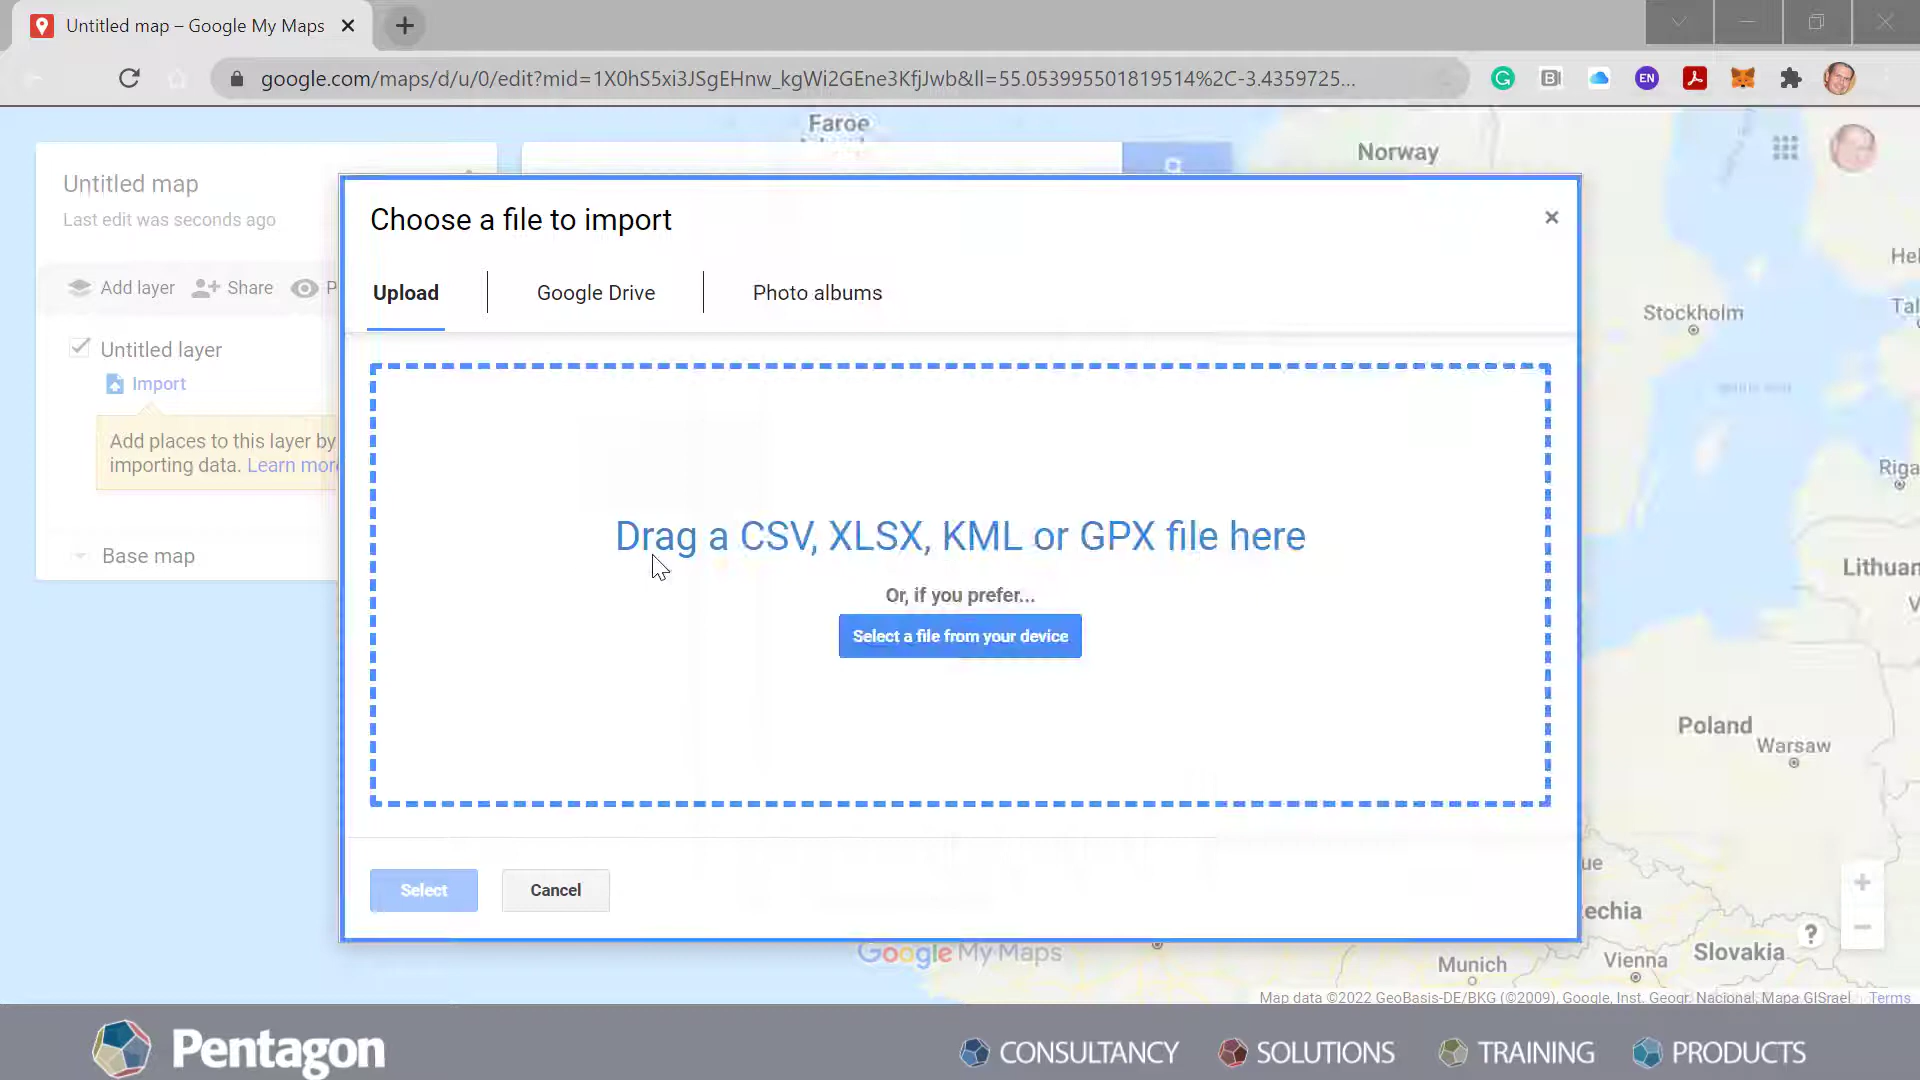 Untitled map – Google My Maps
google.com/maps/d/u/0/edit?mid=1X0hS5xi3JSgEHnw_kgWi2GEne3KfjJwb&ll=55.053995501819514%2C-3.4359725...
EN
Faroe
Norway
Untitled map
Last edit was seconds ago
Choose a file to import
Add layer
Share
P
Upload
Google Drive
Photo albums
Hel
Tal
Stockholm
Untitled layer
Import
Add places to this layer by
importing data. Learn more
Riga
Drag a CSV, XLSX, KML or GPX file here
Or, if you prefer...
Select a file from your device
Base map
Lithuan
V
Poland
Warsaw
Select
Cancel
ue
echia
Google My Maps
Munich
Vienna
Slovakia
?
Map data ©2022 GeoBasis-DE/BKG (©2009), Google, Inst. Geogr. Nacional, Mapa GISrael
Terms
Pentagon
CONSULTANCY
SOLUTIONS
TRAINING
PRODUCTS